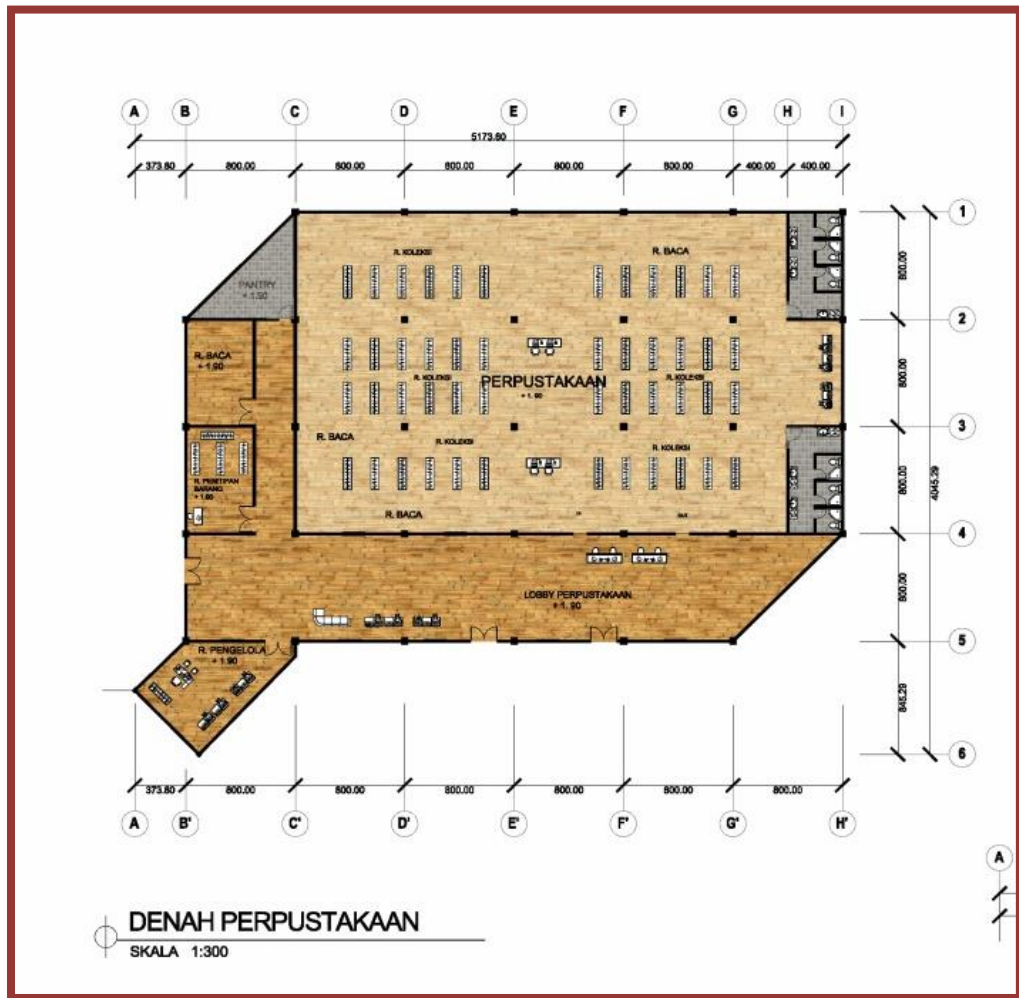 A B C D E F G H I
5173.60
373.60 800.00 800.00 800.00 800.00 800.00 400.00 400.00
1
800.00
2
800.00
3
800.00
4045.29
4
800.00
5
845.29
6
R. KOLEKSI
R. BACA
PANTRY
+ 1.90
R. BACA
+ 1.90
R. KOLEKSI
PERPUSTAKAAN
+ 1. 90
R. KOLEKSI
R. BACA
R. KOLEKSI
R. KOLEKSI
R. PENITIPAN
BARANG
+ 1.90
R. BACA
LOBBY PERPUSTAKAAN
+ 1. 90
R. PENGELOLA
+ 1.90
373.60 800.00 800.00 800.00 800.00 800.00 800.00
A B' C' D' E' F' G' H'
A
DENAH PERPUSTAKAAN
SKALA 1:300